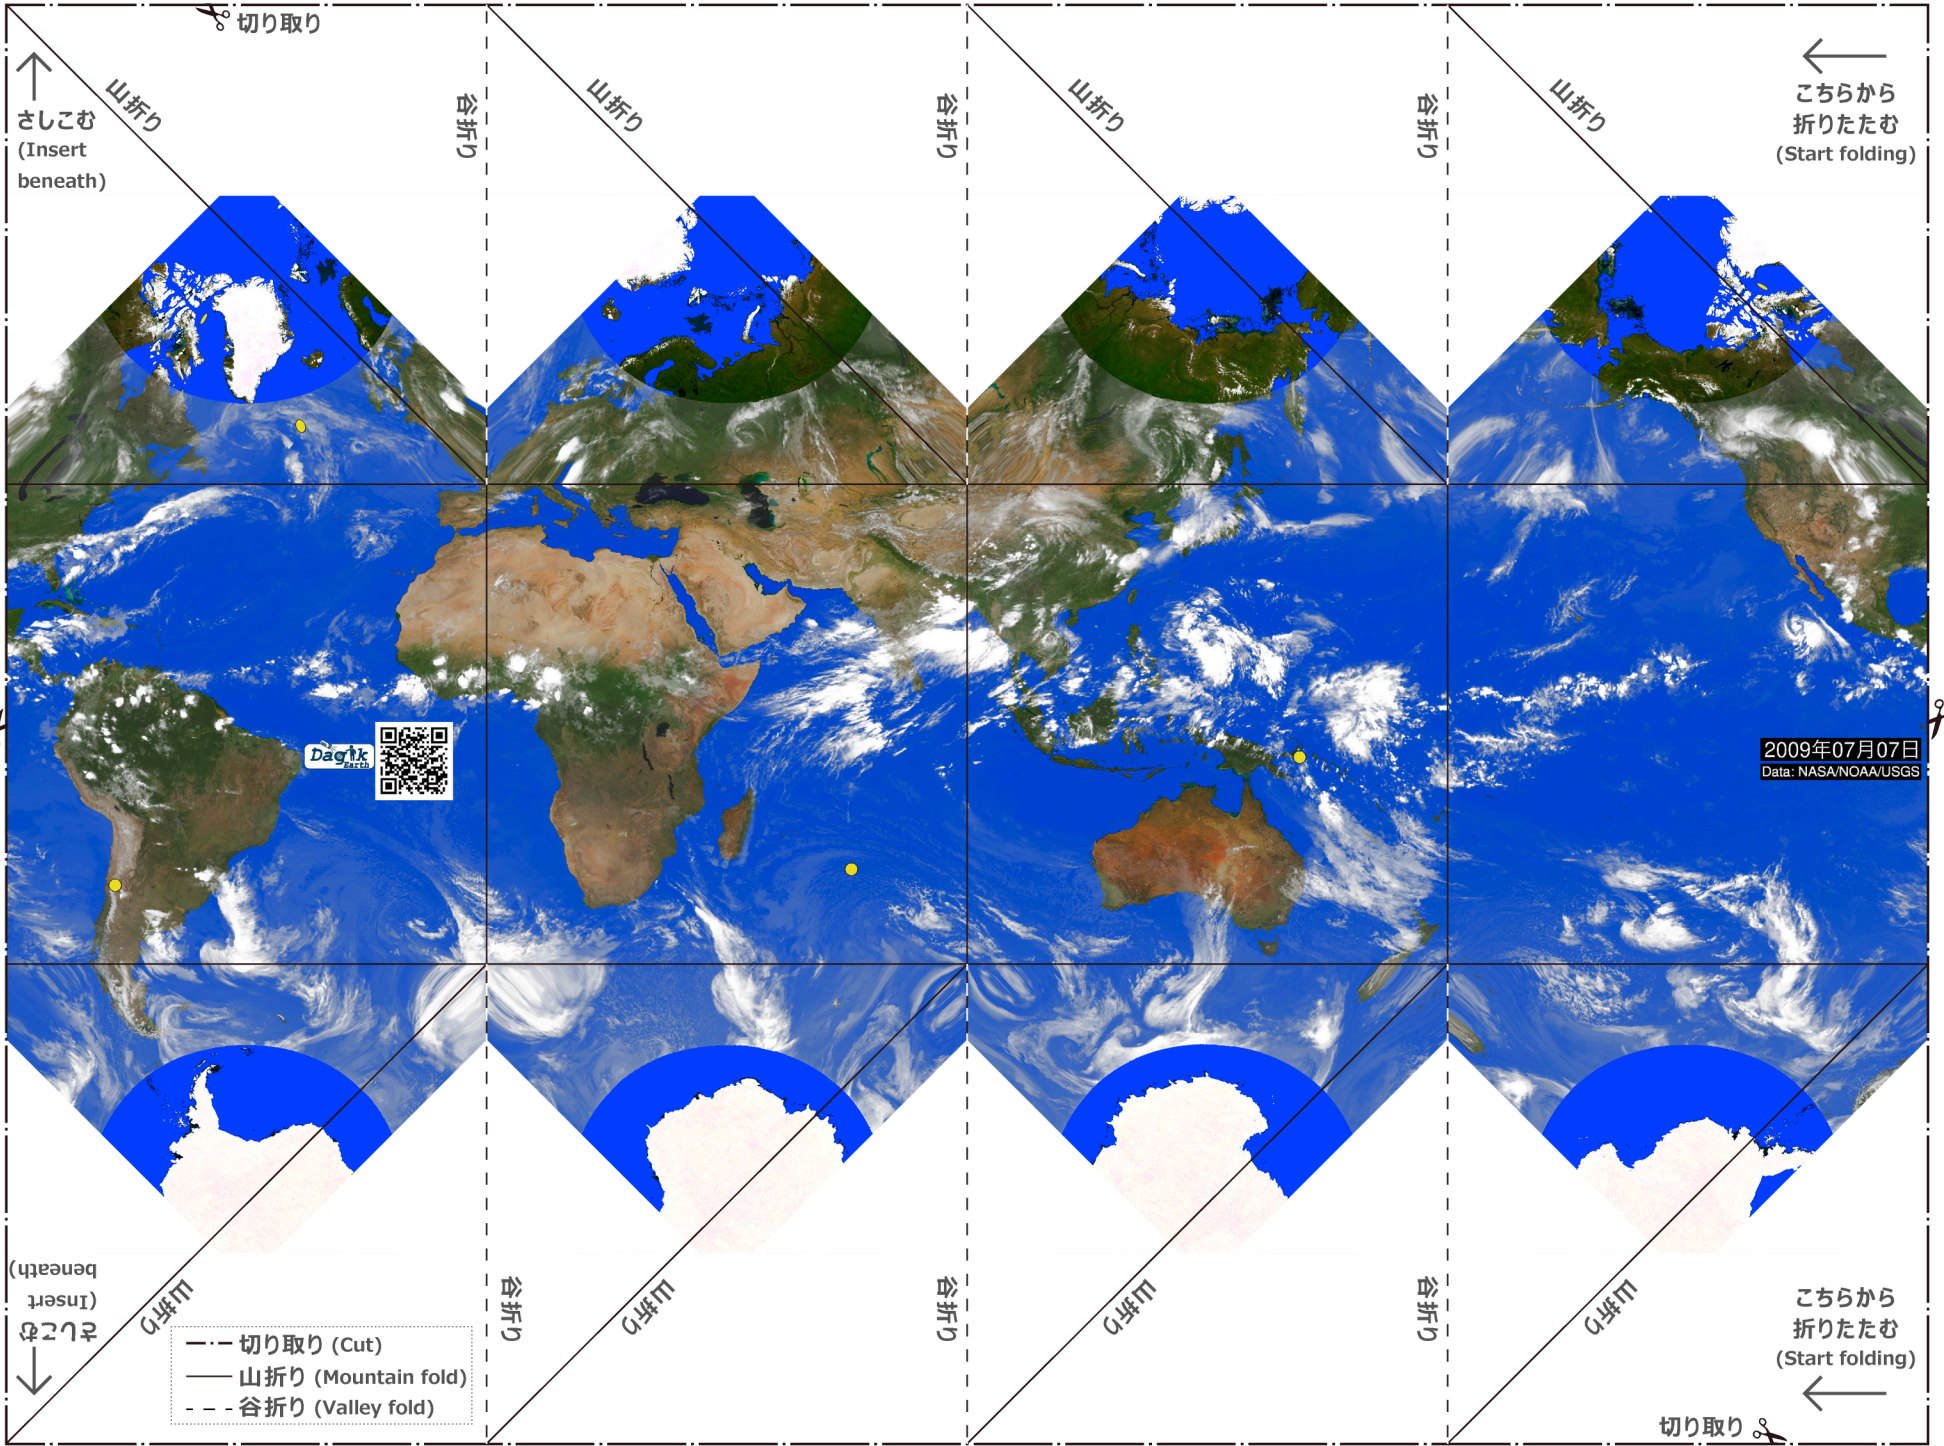 切り取り
山折り
谷折り
山折り
谷折り
山折り
谷折り
山折り
さしこむ
(Insert
beneath)
こちらから
折りたたむ
(Start folding)
Dagik
Earth
2009年07月07日
Data: NASA/NOAA/USGS
さしこむ
(Insert
beneath)
山折り
谷折り
山折り
谷折り
山折り
谷折り
山折り
こちらから
折りたたむ
(Start folding)
切り取り (Cut)
山折り (Mountain fold)
谷折り (Valley fold)
切り取り